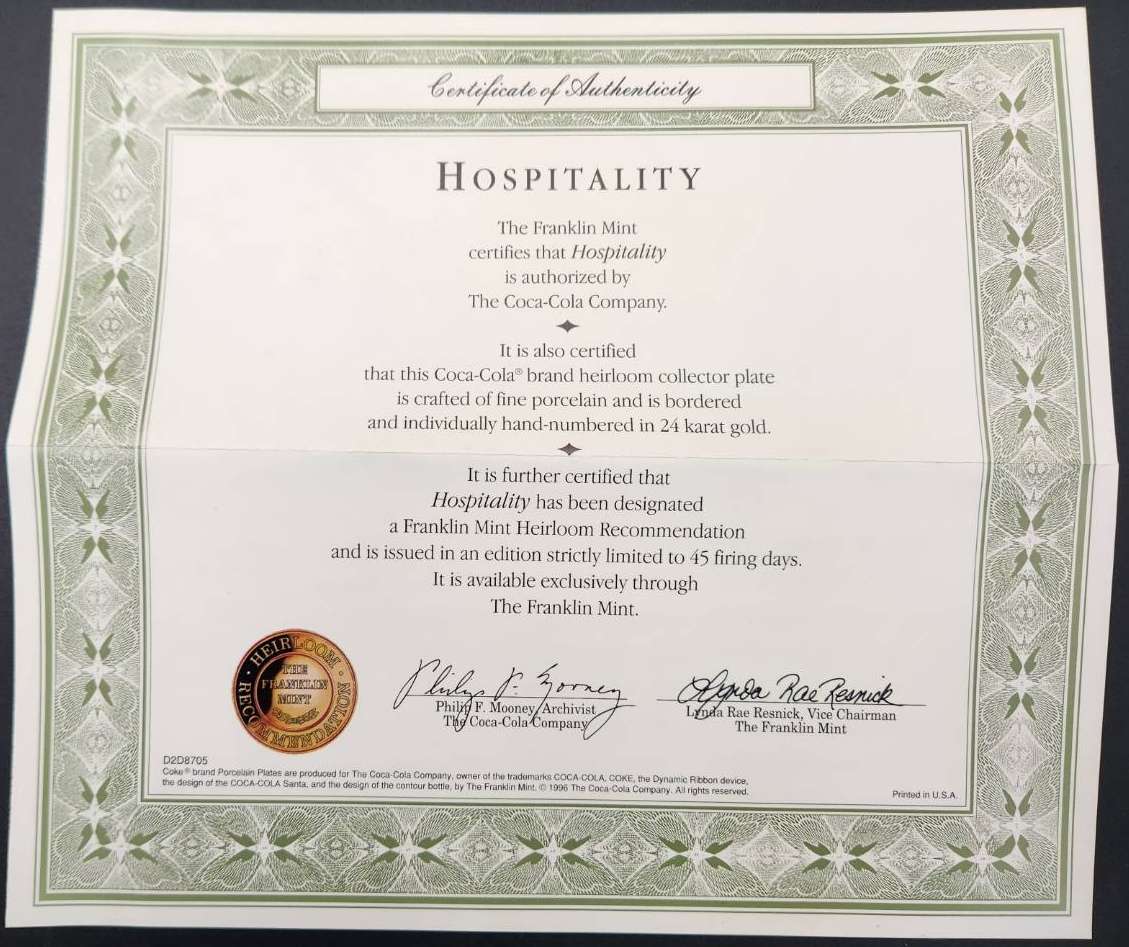 Certificate of Authenticity
HOSPITALITY
The Franklin Mint
certifies that Hospitality
is authorized by
The Coca-Cola Company.
It is also certified
that this Coca-Cola® brand heirloom collector plate
is crafted of fine porcelain and is bordered
and individually hand-numbered in 24 karat gold.
It is further certified that
Hospitality has been designated
a Franklin Mint Heirloom Recommendation
and is issued in an edition strictly limited to 45 firing days.
It is available exclusively through
The Franklin Mint.
HEIRLOOM RECOMMENDATION
THE
FRANKLIN
MINT
Philip F. Mooney
Philip F. Mooney, Archivist
The Coca-Cola Company
Lynda Rae Resnick
Lynda Rae Resnick, Vice Chairman
The Franklin Mint
D2D8705
Coke® brand Porcelain Plates are produced for The Coca-Cola Company, owner of the trademarks COCA-COLA, COKE, the Dynamic Ribbon device,
the design of the COCA-COLA Santa, and the design of the contour bottle, by The Franklin Mint. © 1996 The Coca-Cola Company. All rights reserved.
Printed in U.S.A.